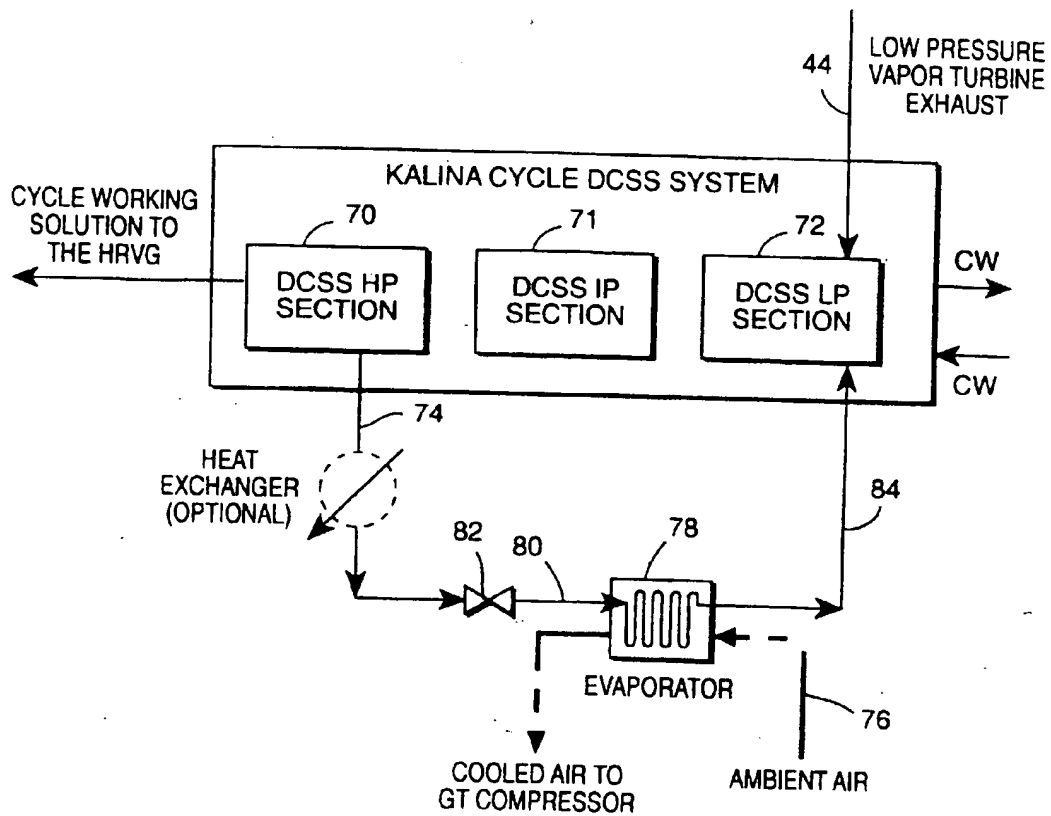 44
LOW PRESSURE
VAPOR TURBINE
EXHAUST
KALINA CYCLE DCSS SYSTEM
CYCLE WORKING
SOLUTION TO
THE HRVG
70
71
72
DCSS HP
SECTION
DCSS IP
SECTION
DCSS LP
SECTION
CW
CW
74
HEAT
EXCHANGER
(OPTIONAL)
82
80
78
84
EVAPORATOR
76
COOLED AIR TO
GT COMPRESSOR
AMBIENT AIR